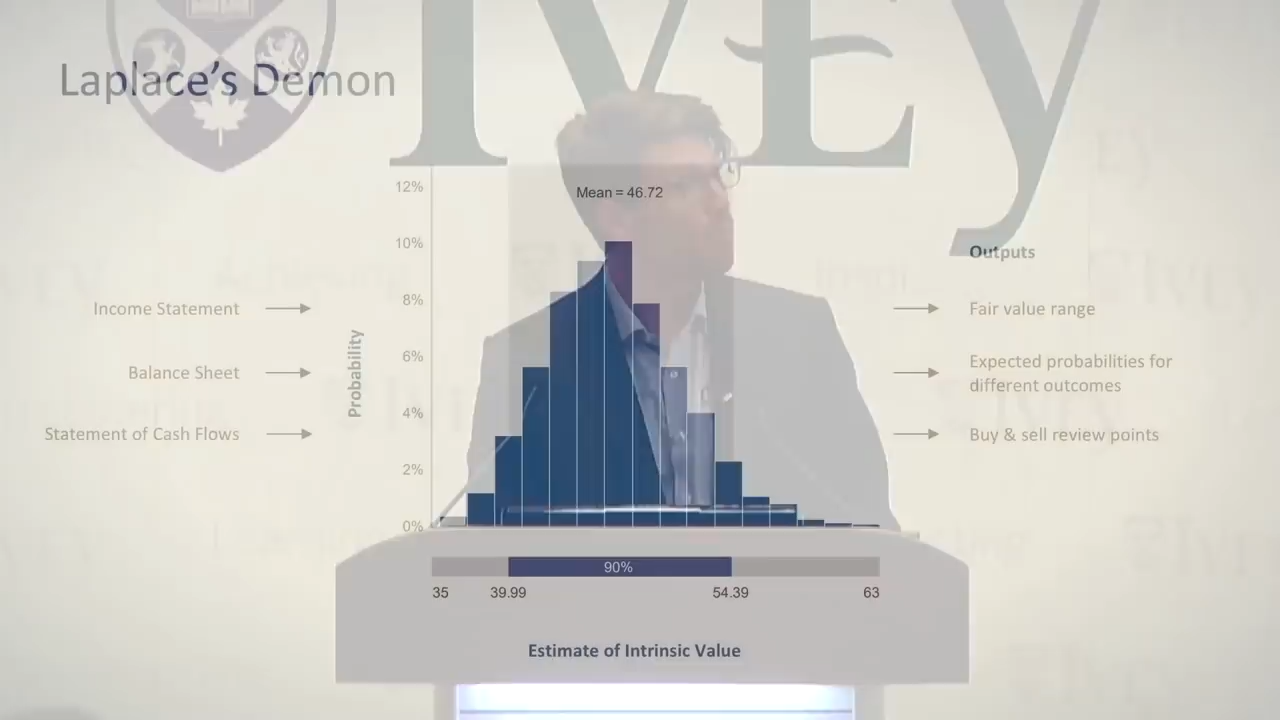 IVEY
Laplace's Demon
12%
Mean = 46.72
10%
Outputs
8%
Income Statement
Fair value range
Probability
6%
Balance Sheet
Expected probabilities for
different outcomes
4%
Statement of Cash Flows
Buy & sell review points
2%
0%
90%
35
39.99
54.39
63
Estimate of Intrinsic Value